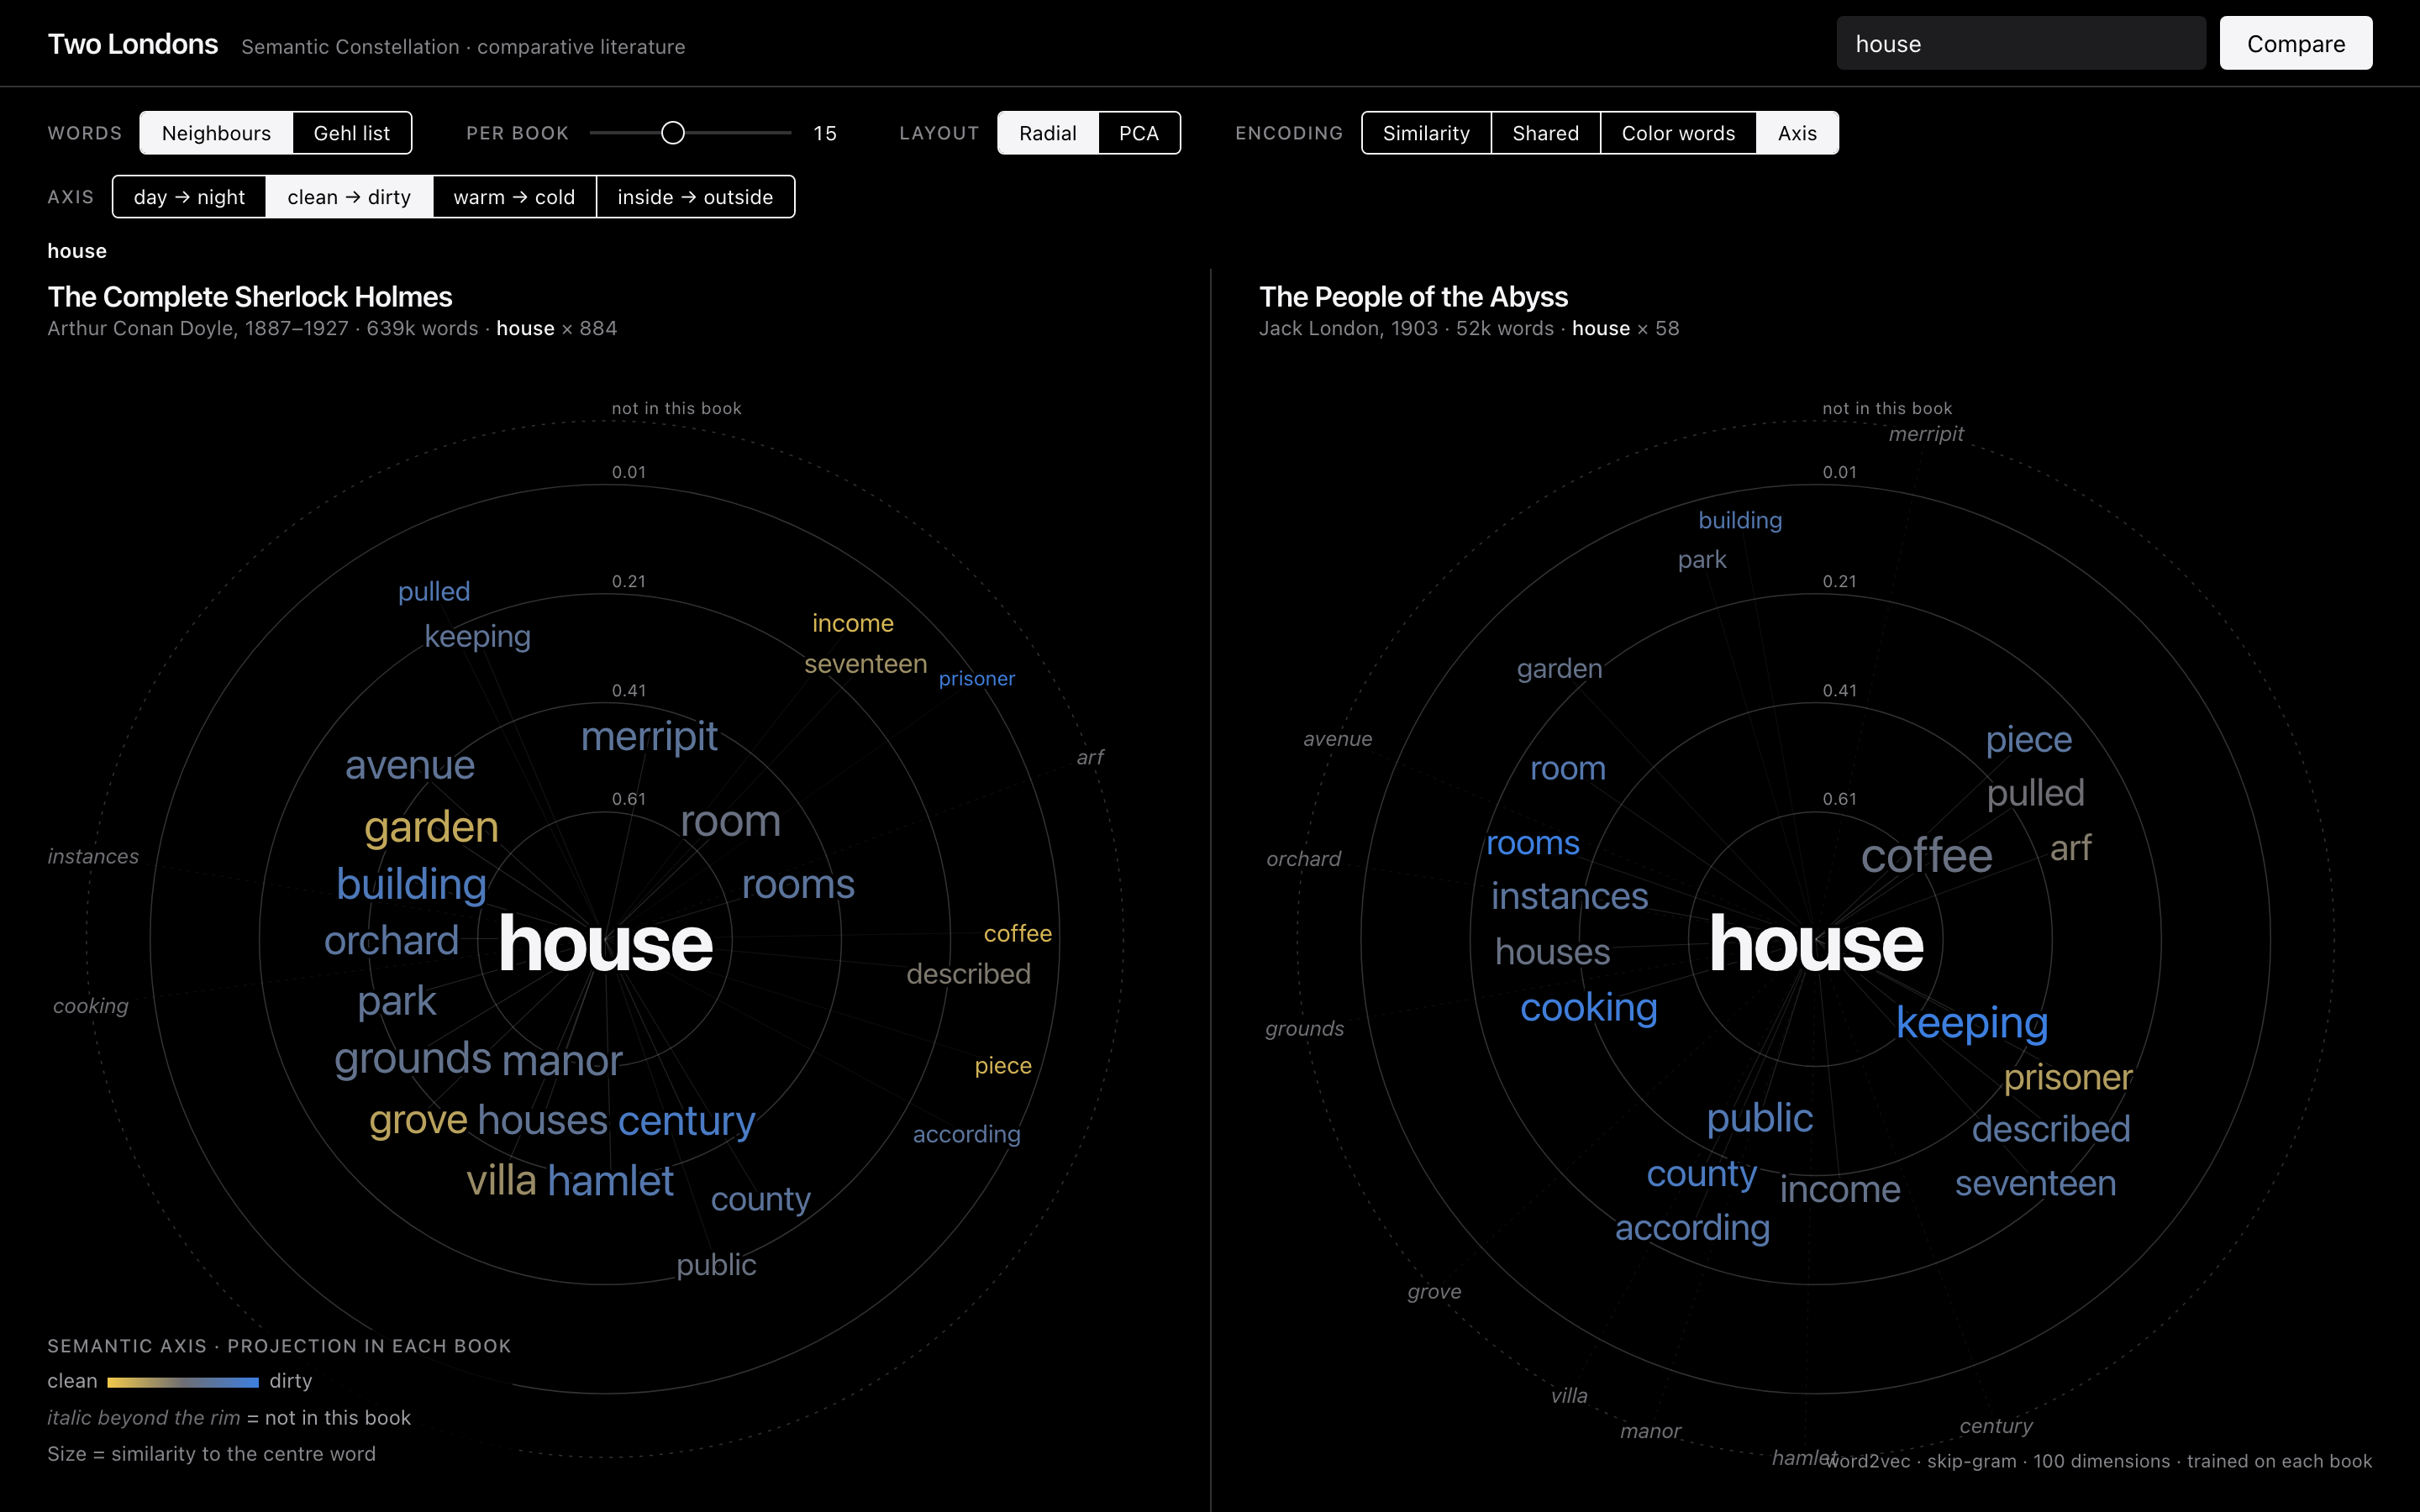 Two Londons Semantic Constellation · comparative literature
house Compare
WORDS Neighbours Gehl list PER BOOK 15 LAYOUT Radial PCA ENCODING Similarity Shared Color words Axis
AXIS day → night clean → dirty warm → cold inside → outside
house
The Complete Sherlock Holmes
Arthur Conan Doyle, 1887–1927 · 639k words · house × 884
not in this book
0.01
0.21
pulled
income
keeping
seventeen
prisoner
0.41
merripit
arf
avenue
0.61
room
garden
instances
building
rooms
coffee
orchard
house
described
park
cooking
grounds
manor
piece
grove
houses
century
according
villa
hamlet
county
public
SEMANTIC AXIS · PROJECTION IN EACH BOOK
clean dirty
italic beyond the rim = not in this book
Size = similarity to the centre word
The People of the Abyss
Jack London, 1903 · 52k words · house × 58
not in this book
merripit
0.01
building
park
0.21
garden
0.41
avenue
piece
room
pulled
0.61
rooms
arf
orchard
coffee
instances
houses
house
cooking
grounds
keeping
prisoner
public
described
county
income
seventeen
according
grove
villa
manor
century
hamlet
word2vec · skip-gram · 100 dimensions · trained on each book